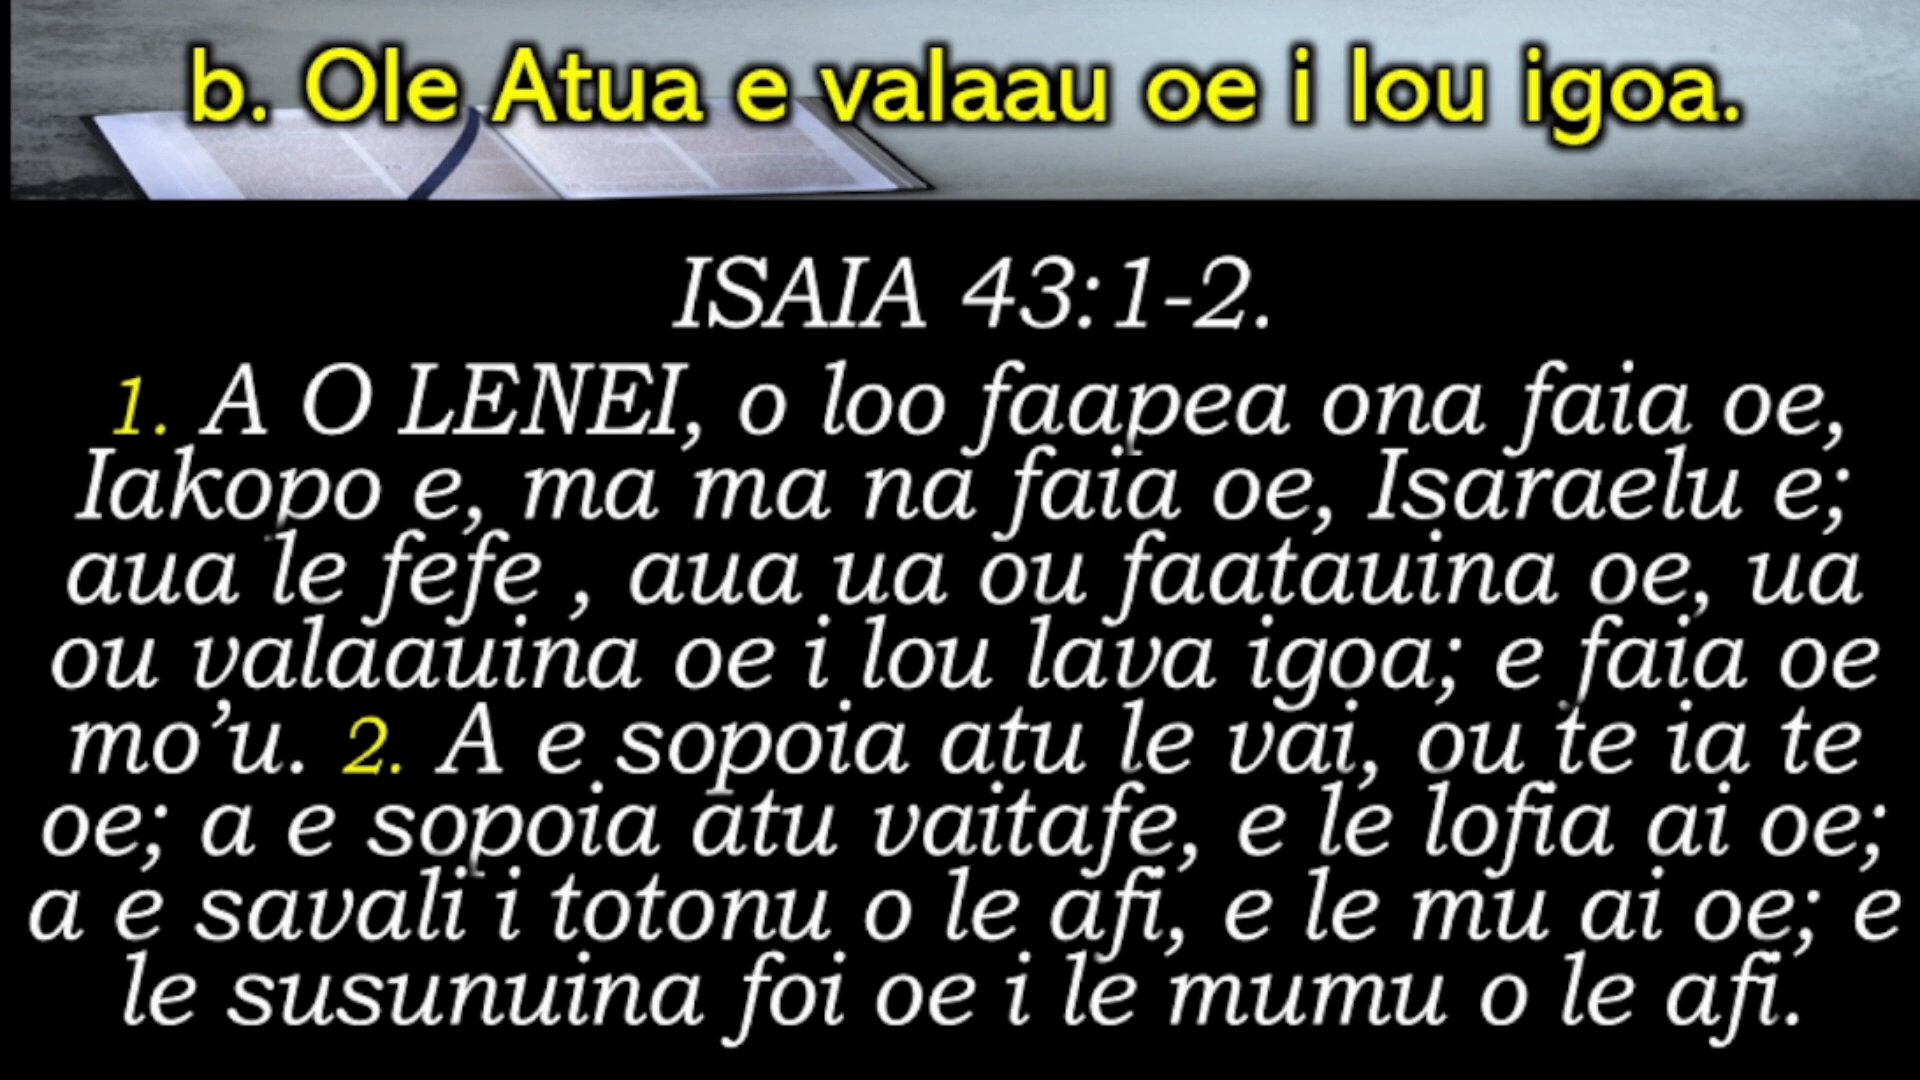 b. Ole Atua e valaau oe i lou igoa.
ISAIA 43:1-2.
1. A O LENEI, o loo faapea ona faia oe,
Iakopo e, ma ma na faia oe, Isaraelu e;
aua le fefe , aua ua ou faatauina oe, ua
ou valaauina oe i lou lava igoa; e faia oe
mo’u. 2. A e sopoia atu le vai, ou te ia te
oe; a e sopoia atu vaitafe, e le lofia ai oe;
a e savali i totonu o le afi, e le mu ai oe; e
le susunuina foi oe i le mumu o le afi.